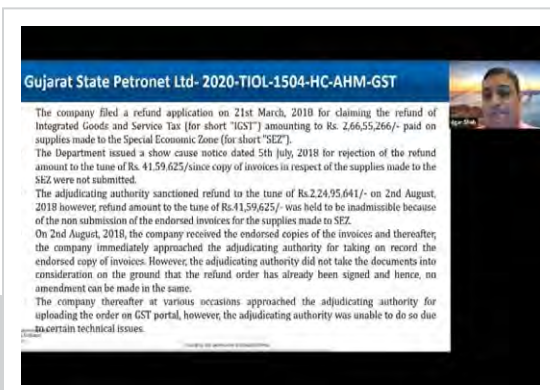 Gujarat State Petronet Ltd- 2020-TIOL-1504-HC-AHM-GST
The company filed a refund application on 21st March, 2018 for claiming the refund of
Integrated Goods and Service Tax (for short "IGST") amounting to Rs. 2,66,55,266/- paid on
supplies made to the Special Economic Zone (for short"SEZ").
The Department issued a show cause notice dated 5th July, 2018 for rejection of the refund
amount to the tune of Rs. 41,59,625/since copy of invoices in respect of the supplies made to the
SEZ were not submitted.
The adjudicating authority sanctioned refund to the tune of Rs.2,24,95,641/- on 2nd August,
2018 however, refund amount to the tune of Rs.41,59,625/- was held to be inadmissible because
of the non submission of the endorsed invoices for the supplies made to SEZ.
On 2nd August, 2018, the company received the endorsed copies of the invoices and thereafter,
the company immediately approached the adjudicating authority for taking on record the
endorsed copy of invoices. However, the adjudicating authority did not take the documents into
consideration on the ground that the refund order has already been signed and hence, no
amendment can be made in the same.
The company thereafter at various occasions approached the adjudicating authority for
uploading the order on GST portal, however, the adjudicating authority was unable to do so due
to certain technical issues.